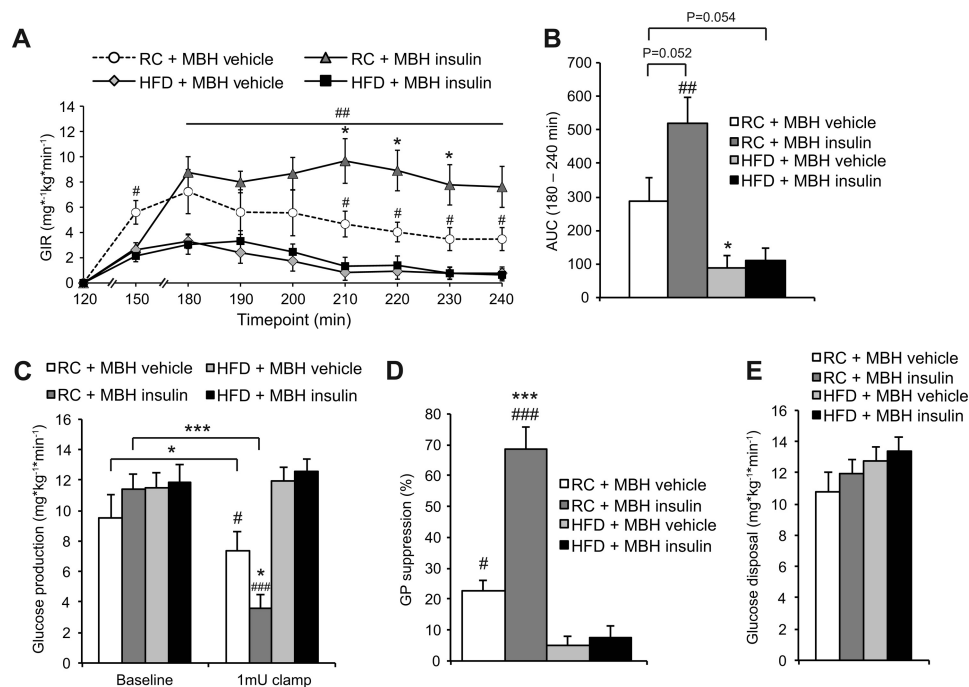 P=0.054
A
RC + MBH vehicle
RC + MBH insulin
HFD + MBH vehicle
HFD + MBH insulin
GIR (mg*⁻¹kg*min⁻¹)
14
12
10
8
6
4
2
0
##
*
*
*
#
#
#
#
#
120
150
180
190
200
210
220
230
240
Timepoint (min)
B
P=0.052
AUC (180 – 240 min)
700
600
500
400
300
200
100
0
##
*
RC + MBH vehicle
RC + MBH insulin
HFD + MBH vehicle
HFD + MBH insulin
C
RC + MBH vehicle
HFD + MBH vehicle
RC + MBH insulin
HFD + MBH insulin
Glucose production (mg*kg⁻¹*min⁻¹)
16
14
12
10
8
6
4
2
0
***
*
#
*
###
Baseline
1mU clamp
D
GP suppression (%)
80
70
60
50
40
30
20
10
0
***
###
#
RC + MBH vehicle
RC + MBH insulin
HFD + MBH vehicle
HFD + MBH insulin
E
RC + MBH vehicle
RC + MBH insulin
HFD + MBH vehicle
HFD + MBH insulin
Glucose disposal (mg*kg⁻¹*min⁻¹)
16
14
12
10
8
6
4
2
0